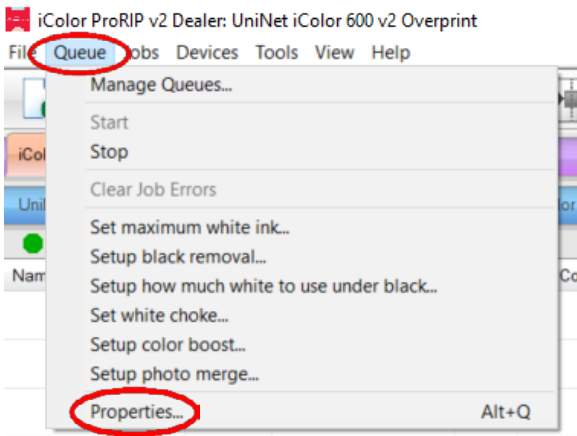 iColor ProRIP v2 Dealer: UniNet iColor 600 v2 Overprint
File Queue Jobs Devices Tools View Help
Manage Queues...
Start
Stop
Clear Job Errors
Set maximum white ink...
Setup black removal...
Setup how much white to use under black...
Set white choke...
Setup color boost...
Setup photo merge...
Properties... Alt+Q